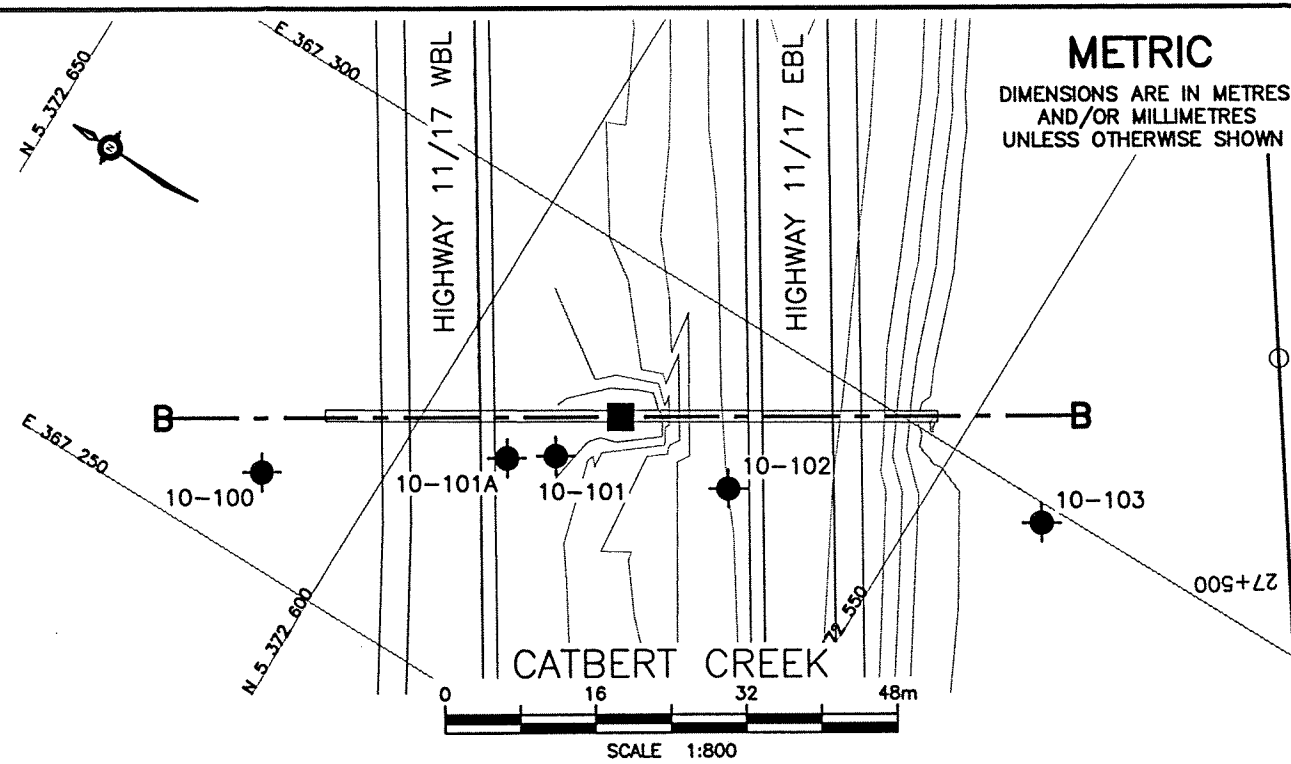 E 367 300
N 5 372 650
N
HIGHWAY 11/17 WBL
HIGHWAY 11/17 EBL
METRIC
DIMENSIONS ARE IN METRES
AND/OR MILLIMETRES
UNLESS OTHERWISE SHOWN
B
B
E 367 250
10-100
10-101A
10-101
10-102
10-103
27+500
N 5 372 600
72 550
CATBERT CREEK
0 16 32 48m
SCALE 1:800